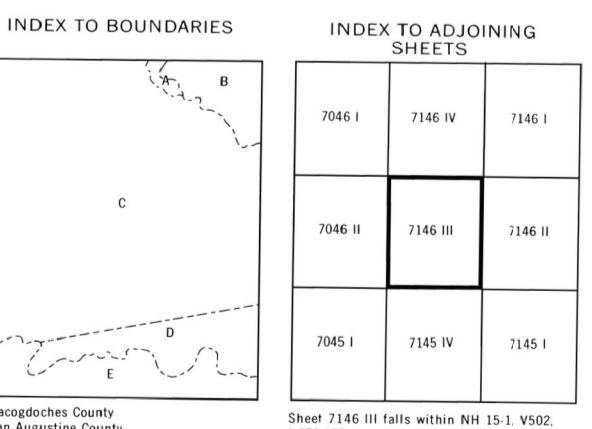 INDEX TO BOUNDARIES
A
B
C
D
E
acogdoches County
an Augustine County
INDEX TO ADJOINING
SHEETS
7046 I
7146 IV
7146 I
7046 II
7146 III
7146 II
7045 I
7145 IV
7145 I
Sheet 7146 III falls within NH 15-1, V502,